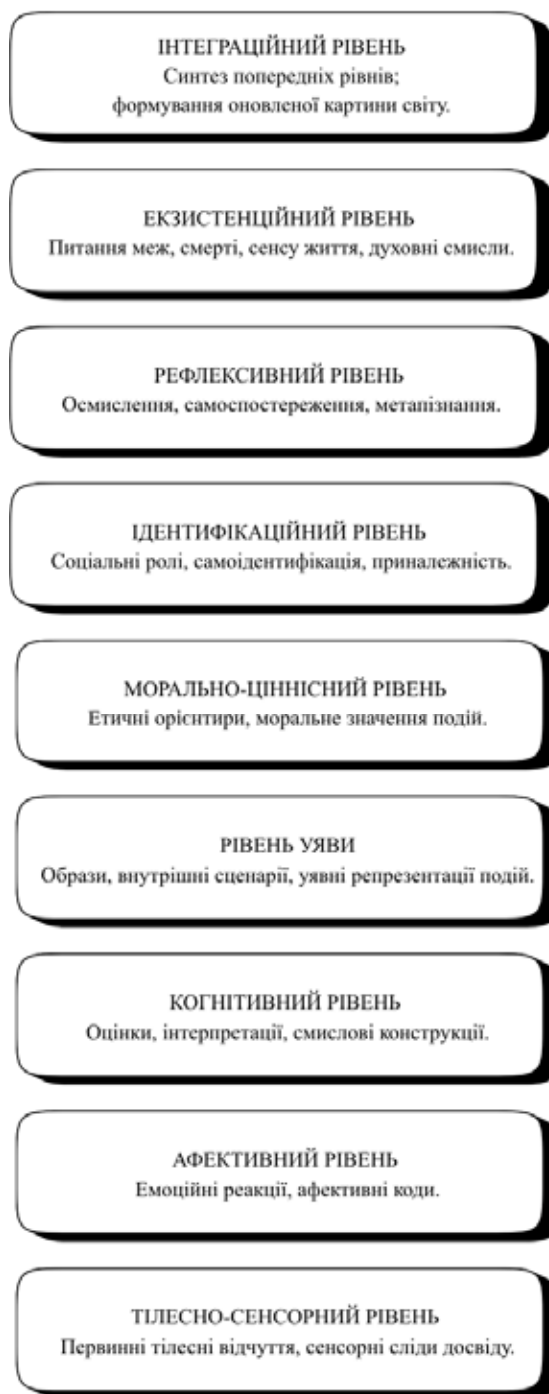 ІНТЕГРАЦІЙНИЙ РІВЕНЬ
Синтез попередніх рівнів;
формування оновленої картини світу.
ЕКЗИСТЕНЦІЙНИЙ РІВЕНЬ
Питання меж, смерті, сенсу життя, духовні смисли.
РЕФЛЕКСИВНИЙ РІВЕНЬ
Осмислення, самоспостереження, метапізнання.
ІДЕНТИФІКАЦІЙНИЙ РІВЕНЬ
Соціальні ролі, самоідентифікація, приналежність.
МОРАЛЬНО-ЦІННІСНИЙ РІВЕНЬ
Етичні орієнтири, моральне значення подій.
РІВЕНЬ УЯВИ
Образи, внутрішні сценарії, уявні репрезентації подій.
КОГНІТИВНИЙ РІВЕНЬ
Оцінки, інтерпретації, смислові конструкції.
АФЕКТИВНИЙ РІВЕНЬ
Емоційні реакції, афективні коди.
ТІЛЕСНО-СЕНСОРНИЙ РІВЕНЬ
Первинні тілесні відчуття, сенсорні сліди досвіду.